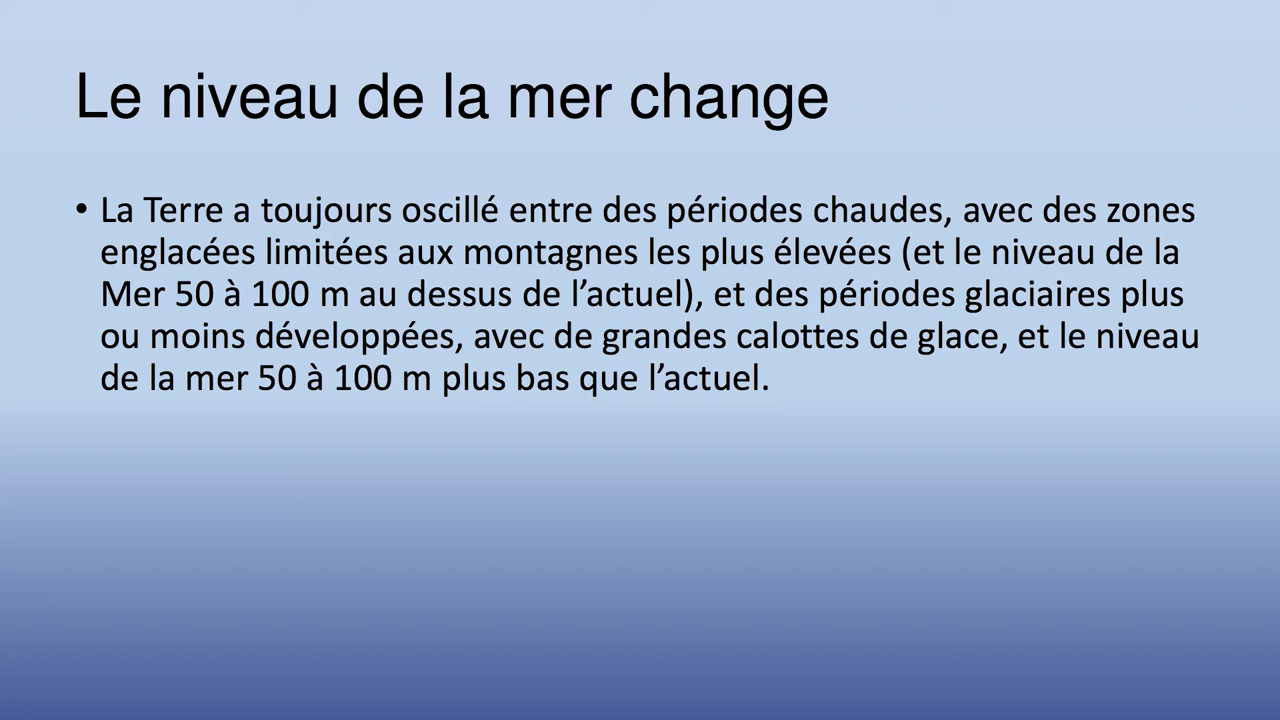 Le niveau de la mer change
• La Terre a toujours oscillé entre des périodes chaudes, avec des zones
englacées limitées aux montagnes les plus élevées (et le niveau de la
Mer 50 à 100 m au dessus de l’actuel), et des périodes glaciaires plus
ou moins développées, avec de grandes calottes de glace, et le niveau
de la mer 50 à 100 m plus bas que l’actuel.